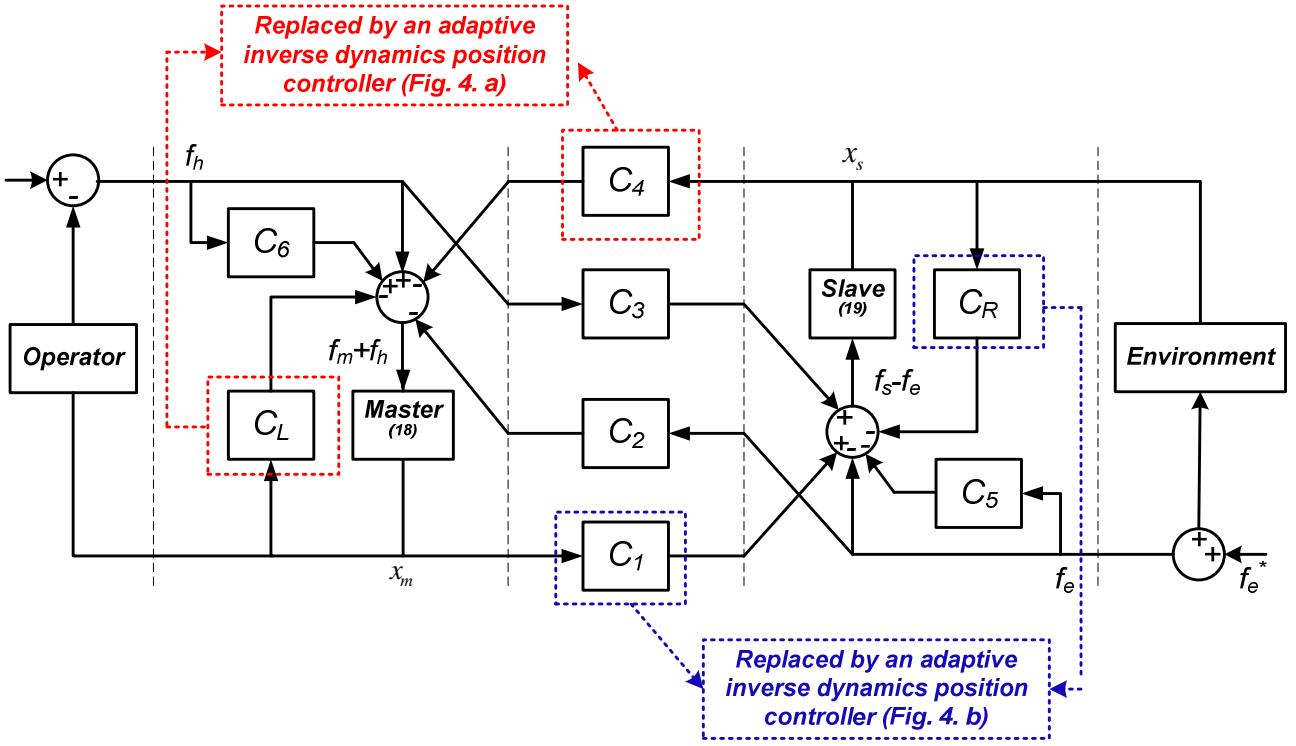 Replaced by an adaptive
inverse dynamics position
controller (Fig. 4. a)
f_h
x_s
+
-
C_4
C_6
+
+
-
-
-
C_3
Slave
(19)
C_R
Operator
f_m+f_h
f_s-f_e
Environment
C_L
Master
(18)
C_2
+
+
-
-
-
C_5
C_1
x_m
f_e
+
+
f_e*
Replaced by an adaptive
inverse dynamics position
controller (Fig. 4. b)